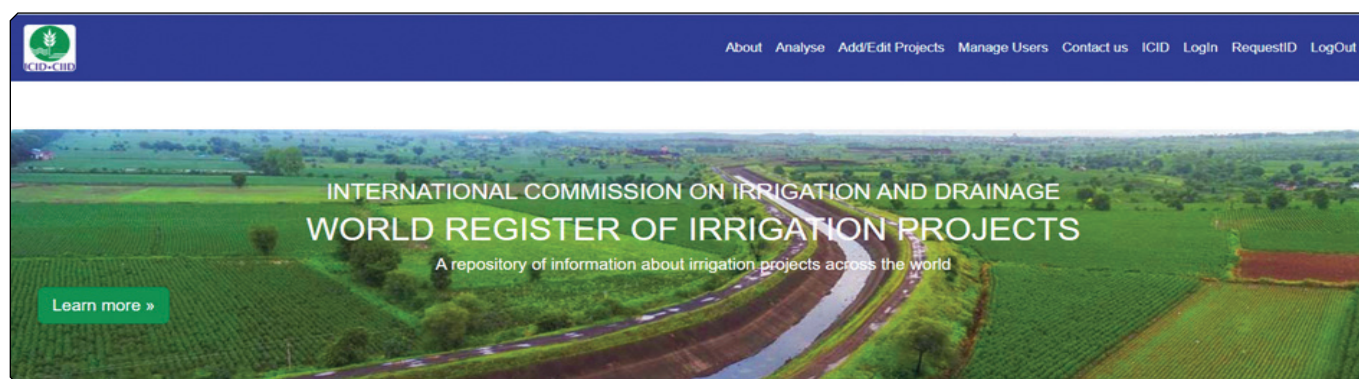 ICID•CIID
About Analyse Add/Edit Projects Manage Users Contact us ICID LogIn RequestID LogOut
INTERNATIONAL COMMISSION ON IRRIGATION AND DRAINAGE
WORLD REGISTER OF IRRIGATION PROJECTS
A repository of information about irrigation projects across the world
Learn more »